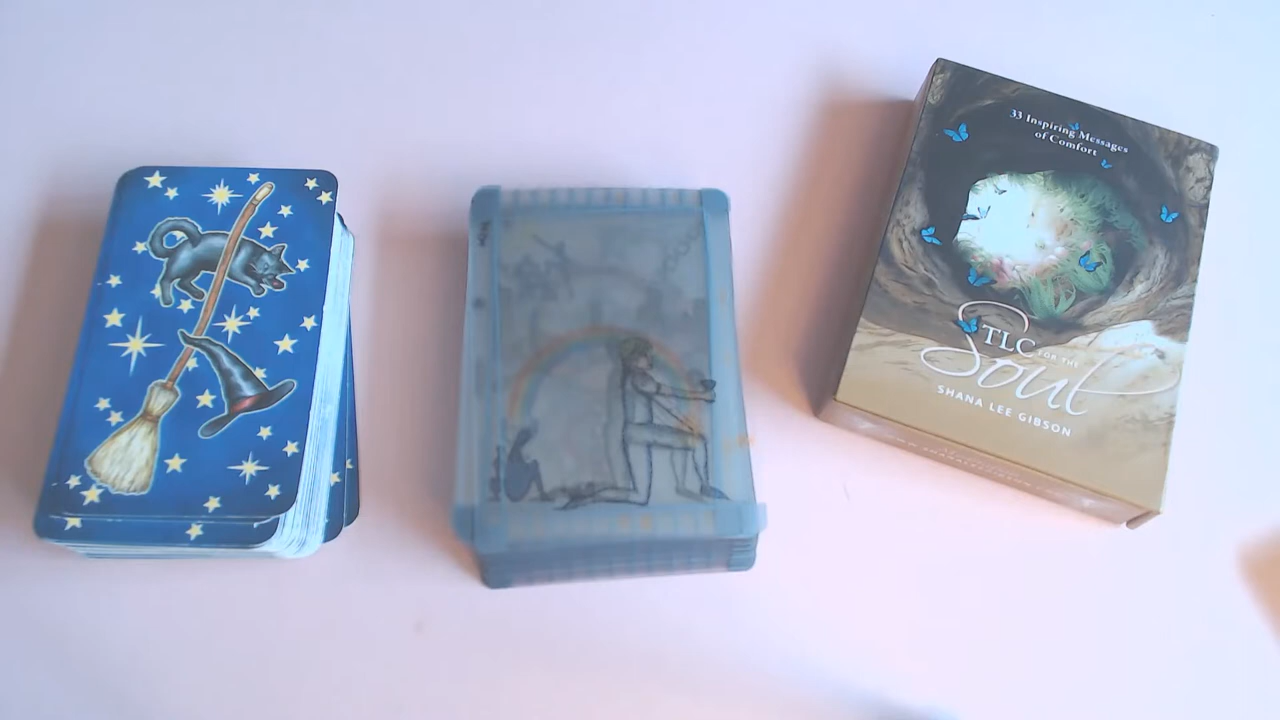 33 Inspiring Messages
of Comfort
TLC FOR THE
Soul
SHANA LEE GIBSON